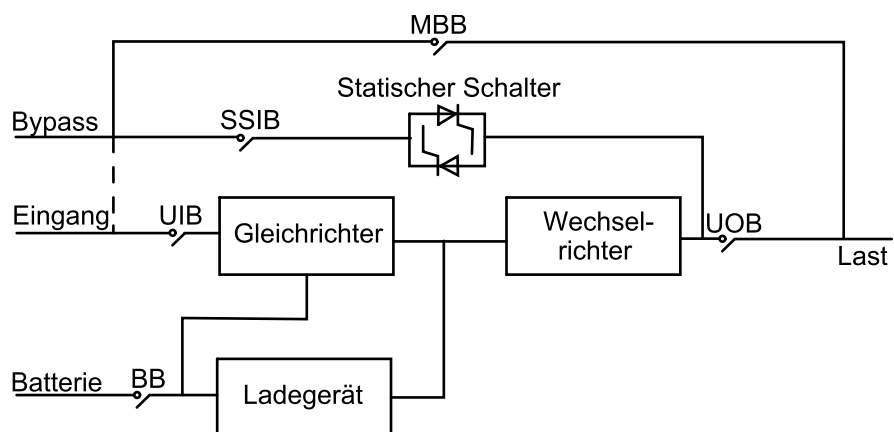 MBB
Statischer Schalter
Bypass
SSIB
Eingang
UIB
Gleichrichter
Wechsel-
richter
UOB
Last
Batterie
BB
Ladegerät